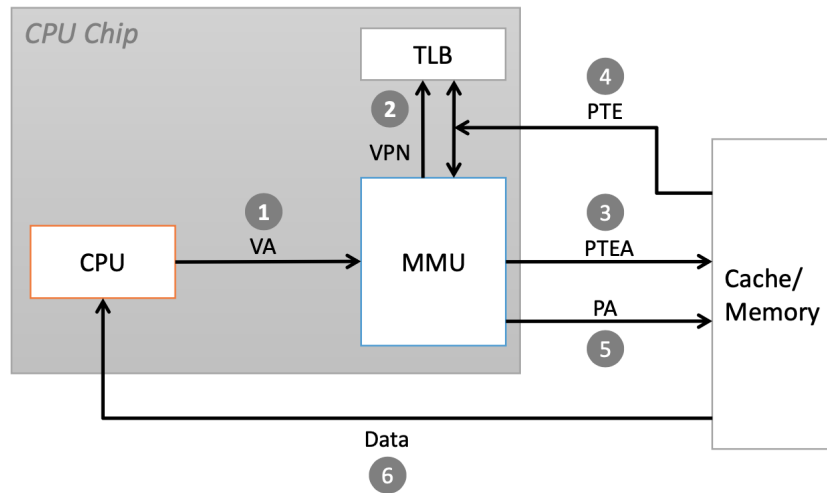 CPU Chip
TLB
4
PTE
2
VPN
1
VA
3
PTEA
CPU
MMU
Cache/
Memory
PA
5
Data
6